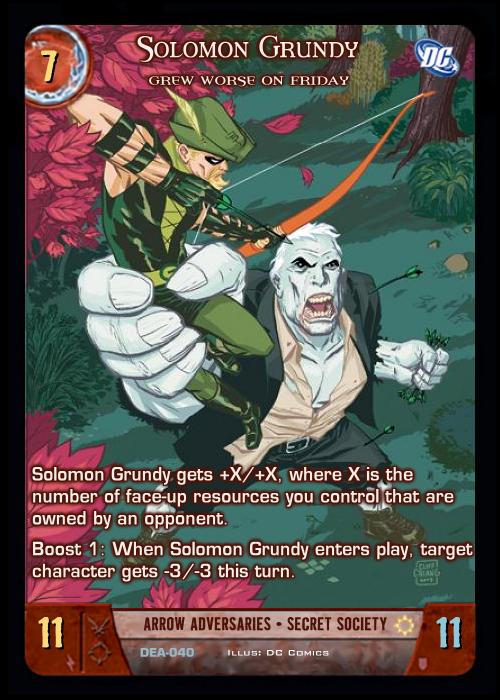 7
SOLOMON GRUNDY
DC
GREW WORSE ON FRIDAY
Solomon Grundy gets +X/+X, where X is the
number of face-up resources you control that are
owned by an opponent.
Boost 1: When Solomon Grundy enters play, target
character gets -3/-3 this turn.
CLIFF
CHIANG
11
ARROW ADVERSARIES • SECRET SOCIETY
11
DEA-040
ILLUS: DC COMICS